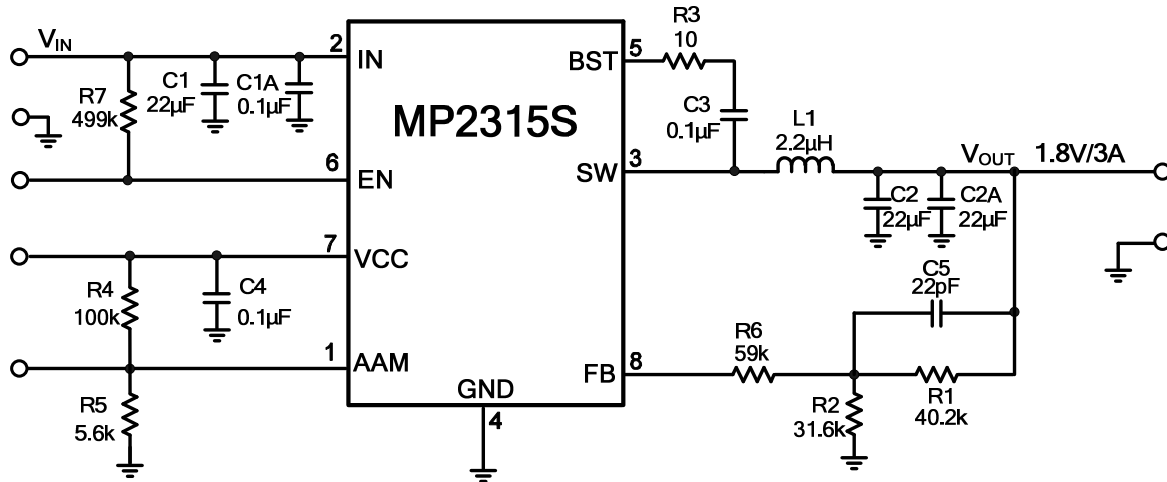 R3
10
VIN
2
IN
BST
5
C1
22µF
C1A
0.1µF
R7
499k
MP2315S
C3
0.1µF
L1
2.2µH
6
EN
SW
3
VOUT
1.8V/3A
C2
22µF
C2A
22µF
7
VCC
R4
100k
C4
0.1µF
C5
22pF
1
AAM
R6
59k
FB
8
GND
4
R5
5.6k
R2
31.6k
R1
40.2k